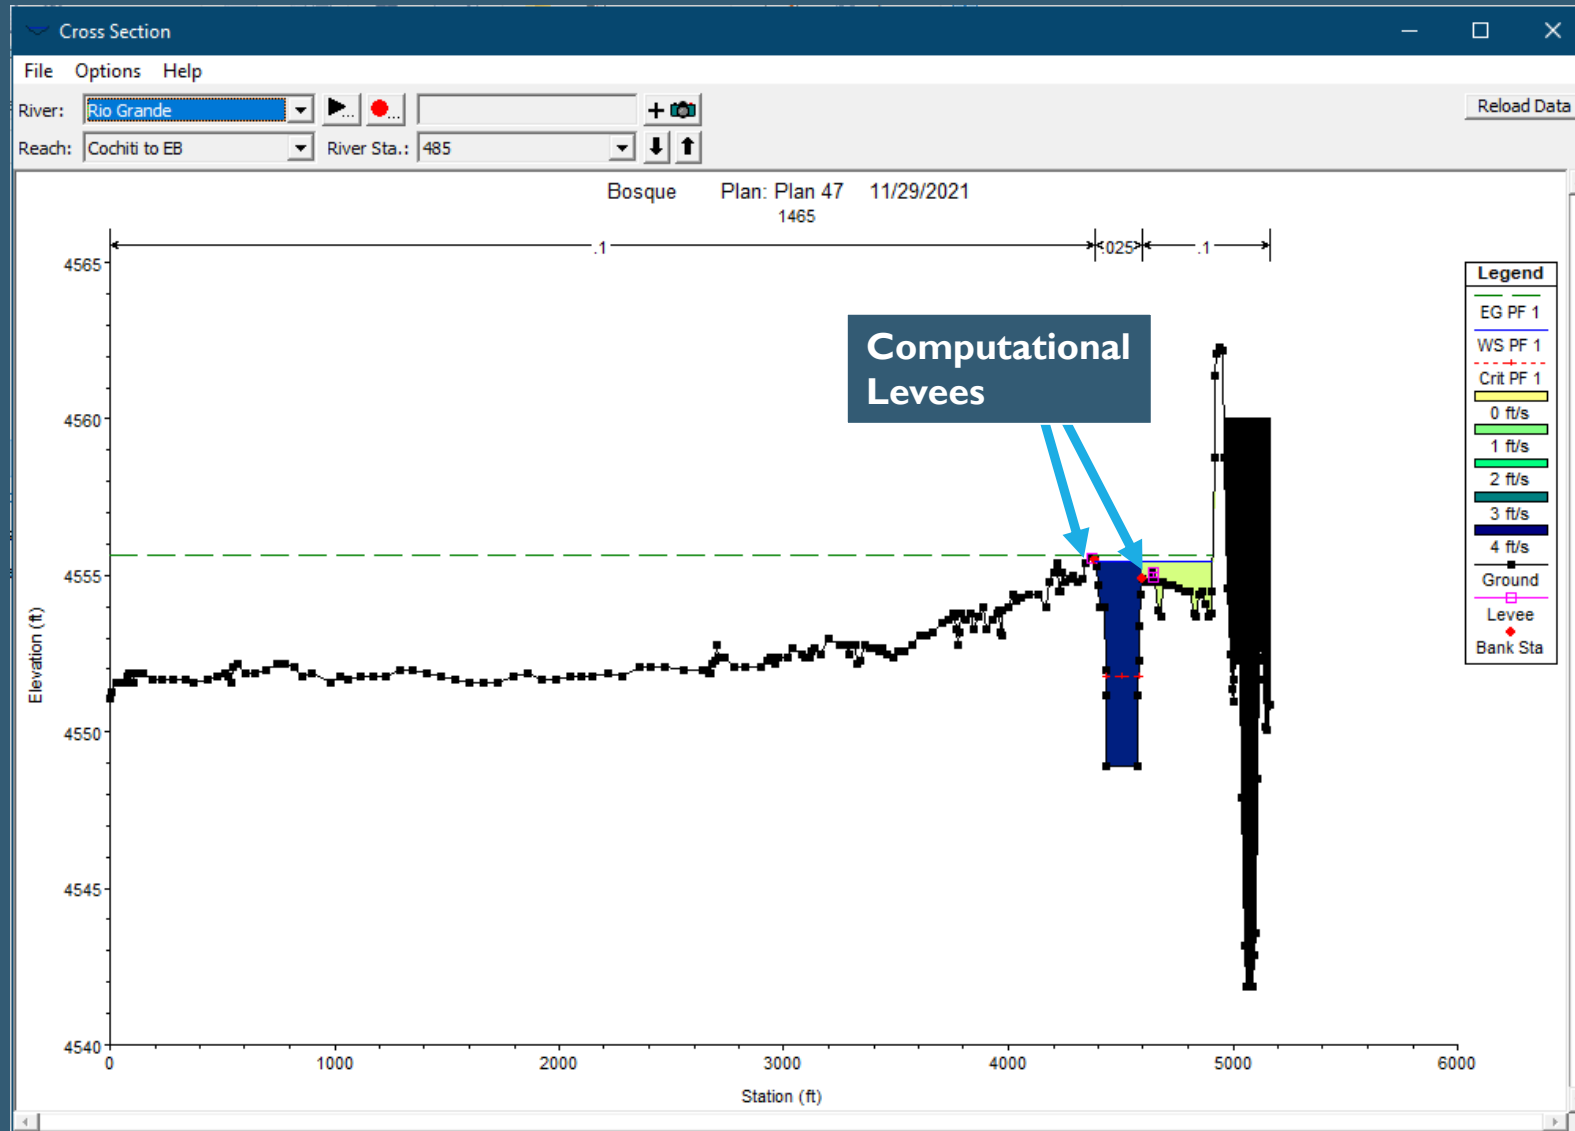 Cross Section
File Options Help
River: Rio Grande
Reload Data
Reach: Cochiti to EB River Sta.: 485
Bosque Plan: Plan 47 11/29/2021
1465
.1 .025 .1
Computational
Levees
Legend
EG PF 1
WS PF 1
Crit PF 1
0 ft/s
1 ft/s
2 ft/s
3 ft/s
4 ft/s
Ground
Levee
Bank Sta
4565
4560
4555
4550
4545
4540
Elevation (ft)
0 1000 2000 3000 4000 5000 6000
Station (ft)